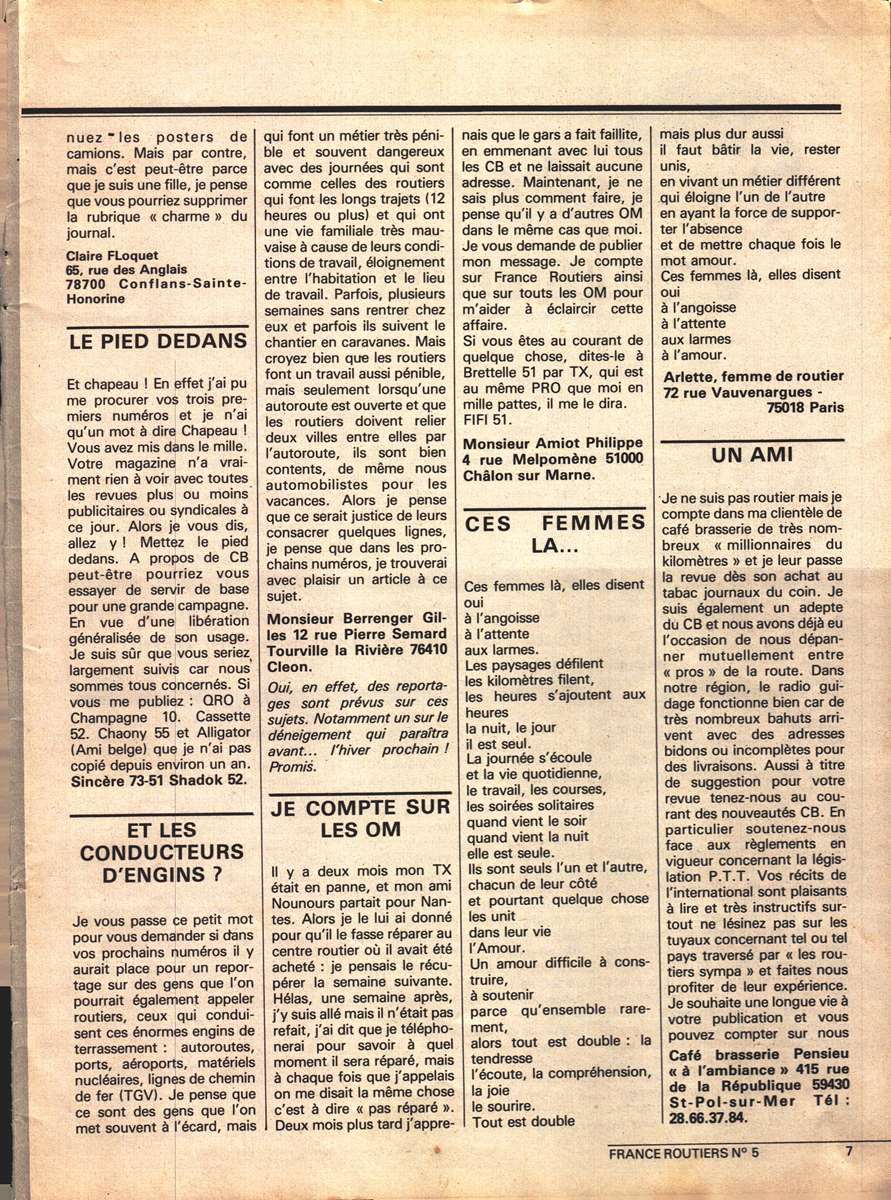 nuez les posters de
camions. Mais par contre,
mais c'est peut-être parce
que je suis une fille, je pense
que vous pourriez supprimer
la rubrique « charme » du
journal.
Claire FLoquet
65, rue des Anglais
78700 Conflans-Sainte-
Honorine
LE PIED DEDANS
Et chapeau ! En effet j'ai pu
me procurer vos trois pre-
miers numéros et je n'ai
qu'un mot à dire Chapeau !
Vous avez mis dans le mille.
Votre magazine n'a vrai-
ment rien à voir avec toutes
les revues plus ou moins
publicitaires ou syndicales à
ce jour. Alors je vous dis,
allez y ! Mettez le pied
dedans. A propos de CB
peut-être pourriez vous
essayer de servir de base
pour une grande campagne.
En vue d'une libération
généralisée de son usage.
Je suis sûr que vous seriez
largement suivis car nous
sommes tous concernés. Si
vous me publiez : QRO à
Champagne 10. Cassette
52. Chaony 55 et Alligator
(Ami belge) que je n'ai pas
copié depuis environ un an.
Sincère 73-51 Shadok 52.
ET LES
CONDUCTEURS
D'ENGINS ?
Je vous passe ce petit mot
pour vous demander si dans
vos prochains numéros il y
aurait place pour un repor-
tage sur des gens que l'on
pourrait également appeler
routiers, ceux qui condui-
sent ces énormes engins de
terrassement : autoroutes,
ports, aéroports, matériels
nucléaires, lignes de chemin
de fer (TGV). Je pense que
ce sont des gens que l'on
met souvent à l'écard, mais
qui font un métier très péni-
ble et souvent dangereux
avec des journées qui sont
comme celles des routiers
qui font les longs trajets (12
heures ou plus) et qui ont
une vie familiale très mau-
vaise à cause de leurs condi-
tions de travail, éloignement
entre l'habitation et le lieu
de travail. Parfois, plusieurs
semaines sans rentrer chez
eux et parfois ils suivent le
chantier en caravanes. Mais
croyez bien que les routiers
font un travail aussi pénible,
mais seulement lorsqu'une
autoroute est ouverte et que
les routiers doivent relier
deux villes entre elles par
l'autoroute, ils sont bien
contents, de même nous
automobilistes pour les
vacances. Alors je pense
que ce serait justice de leurs
consacrer quelques lignes,
je pense que dans les pro-
chains numéros, je trouverai
avec plaisir un article à ce
sujet.
Monsieur Berrenger Gil-
les 12 rue Pierre Semard
Tourville la Rivière 76410
Cleon.
Oui, en effet, des reporta-
ges sont prévus sur ces
sujets. Notamment un sur le
déneigement qui paraîtra
avant... l'hiver prochain !
Promis.
JE COMPTE SUR
LES OM
Il y a deux mois mon TX
était en panne, et mon ami
Nounours partait pour Nan-
tes. Alors je le lui ai donné
pour qu'il le fasse réparer au
centre routier où il avait été
acheté : je pensais le récu-
pérer la semaine suivante.
Hélas, une semaine après,
j'y suis allé mais il n'était pas
refait, j'ai dit que je télépho-
nerai pour savoir à quel
moment il sera réparé, mais
à chaque fois que j'appelais
on me disait la même chose
c'est à dire « pas réparé ».
Deux mois plus tard j'appre-
nais que le gars a fait faillite,
en emmenant avec lui tous
les CB et ne laissait aucune
adresse. Maintenant, je ne
sais plus comment faire, je
pense qu'il y a d'autres OM
dans le même cas que moi.
Je vous demande de publier
mon message. Je compte
sur France Routiers ainsi
que sur touts les OM pour
m'aider à éclaircir cette
affaire.
Si vous êtes au courant de
quelque chose, dites-le à
Brettelle 51 par TX, qui est
au même PRO que moi en
mille pattes, il me le dira.
FIFI 51.
Monsieur Amiot Philippe
4 rue Melpomène 51000
Châlon sur Marne.
CES FEMMES
LA...
Ces femmes là, elles disent
oui
à l'angoisse
à l'attente
aux larmes.
Les paysages défilent
les kilomètres filent,
les heures s'ajoutent aux
heures
la nuit, le jour
il est seul.
La journée s'écoule
et la vie quotidienne,
le travail, les courses,
les soirées solitaires
quand vient le soir
quand vient la nuit
elle est seule.
Ils sont seuls l'un et l'autre,
chacun de leur côté
et pourtant quelque chose
les unit
dans leur vie
l'Amour.
Un amour difficile à cons-
truire,
à soutenir
parce qu'ensemble rare-
ment,
alors tout est double : la
tendresse
l'écoute, la compréhension,
la joie
le sourire.
Tout est double
mais plus dur aussi
il faut bâtir la vie, rester
unis,
en vivant un métier différent
qui éloigne l'un de l'autre
en ayant la force de suppor-
ter l'absence
et de mettre chaque fois le
mot amour.
Ces femmes là, elles disent
oui
à l'angoisse
à l'attente
aux larmes
à l'amour.
Arlette, femme de routier
72 rue Vauvenargues -
75018 Paris
UN AMI
Je ne suis pas routier mais je
compte dans ma clientèle de
café brasserie de très nom-
breux « millionnaires du
kilomètres » et je leur passe
la revue dès son achat au
tabac journaux du coin. Je
suis également un adepte
du CB et nous avons déjà eu
l'occasion de nous dépan-
ner mutuellement entre
« pros » de la route. Dans
notre région, le radio gui-
dage fonctionne bien car de
très nombreux bahuts arri-
vent avec des adresses
bidons ou incomplètes pour
des livraisons. Aussi à titre
de suggestion pour votre
revue tenez-nous au cou-
rant des nouveautés CB. En
particulier soutenez-nous
face aux règlements en
vigueur concernant la légis-
lation P.T.T. Vos récits de
l'international sont plaisants
à lire et très instructifs sur-
tout ne lésinez pas sur les
tuyaux concernant tel ou tel
pays traversé par « les rou-
tiers sympa » et faites nous
profiter de leur expérience.
Je souhaite une longue vie à
votre publication et vous
pouvez compter sur nous
Café brasserie Pensieu
« à l'ambiance » 415 rue
de la République 59430
St-Pol-sur-Mer Tél :
28.66.37.84.
FRANCE ROUTIERS N° 5 7